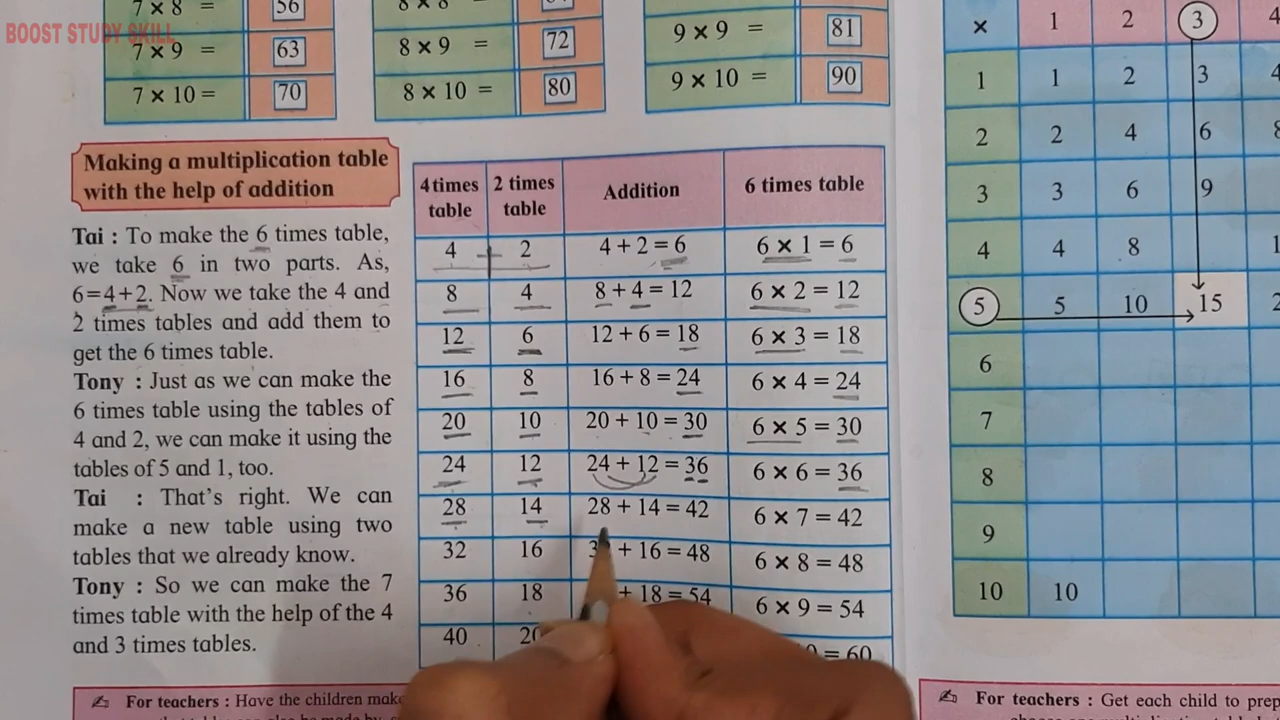 BOOST STUDY SKILL
7 × 8 = 56
7 × 9 = 63
7 × 10 = 70
8 × 9 = 72
8 × 10 = 80
9 × 9 = 81
9 × 10 = 90
Making a multiplication table
with the help of addition
Tai : To make the 6 times table,
we take 6 in two parts. As,
6=4+2. Now we take the 4 and
2 times tables and add them to
get the 6 times table.
Tony : Just as we can make the
6 times table using the tables of
4 and 2, we can make it using the
tables of 5 and 1, too.
Tai : That's right. We can
make a new table using two
tables that we already know.
Tony : So we can make the 7
times table with the help of the 4
and 3 times tables.
4 times table 2 times table Addition 6 times table
4 + 2 4 + 2 = 6 6 × 1 = 6
8 4 8 + 4 = 12 6 × 2 = 12
12 6 12 + 6 = 18 6 × 3 = 18
16 8 16 + 8 = 24 6 × 4 = 24
20 10 20 + 10 = 30 6 × 5 = 30
24 12 24 + 12 = 36 6 × 6 = 36
28 14 28 + 14 = 42 6 × 7 = 42
32 16 + 16 = 48 6 × 8 = 48
36 18 + 18 = 54 6 × 9 = 54
40 = 60
For teachers : Have the children
× 1 2 3 4
1 1 2 3 4
2 2 4 6 8
3 3 6 9
4 4 8
5 5 10 15
6
7
8
9
10 10
For teachers : Get each child to